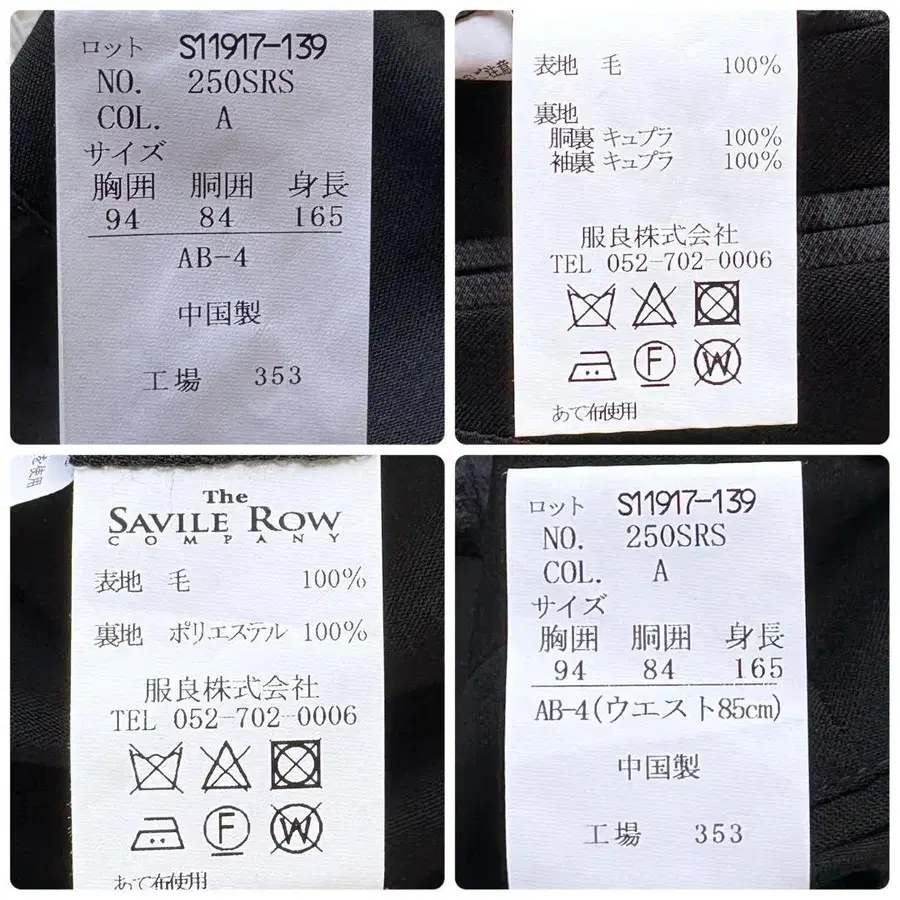 ロット S11917-139
NO. 250SRS
COL. A
サイズ
胸囲 胴囲 身長
94 84 165
AB-4
中国製
工場 353
表地 毛 100%
裏地
胴裏 キュプラ 100%
袖裏 キュプラ 100%
服良株式会社
TEL 052-702-0006
F W
あて布使用
を使用
The
SAVILE ROW
COMPANY
表地 毛 100%
裏地 ポリエステル 100%
服良株式会社
TEL 052-702-0006
F W
あて布使用
ロット S11917-139
NO. 250SRS
COL. A
サイズ
胸囲 胴囲 身長
94 84 165
AB-4(ウエスト85cm)
中国製
工場 353